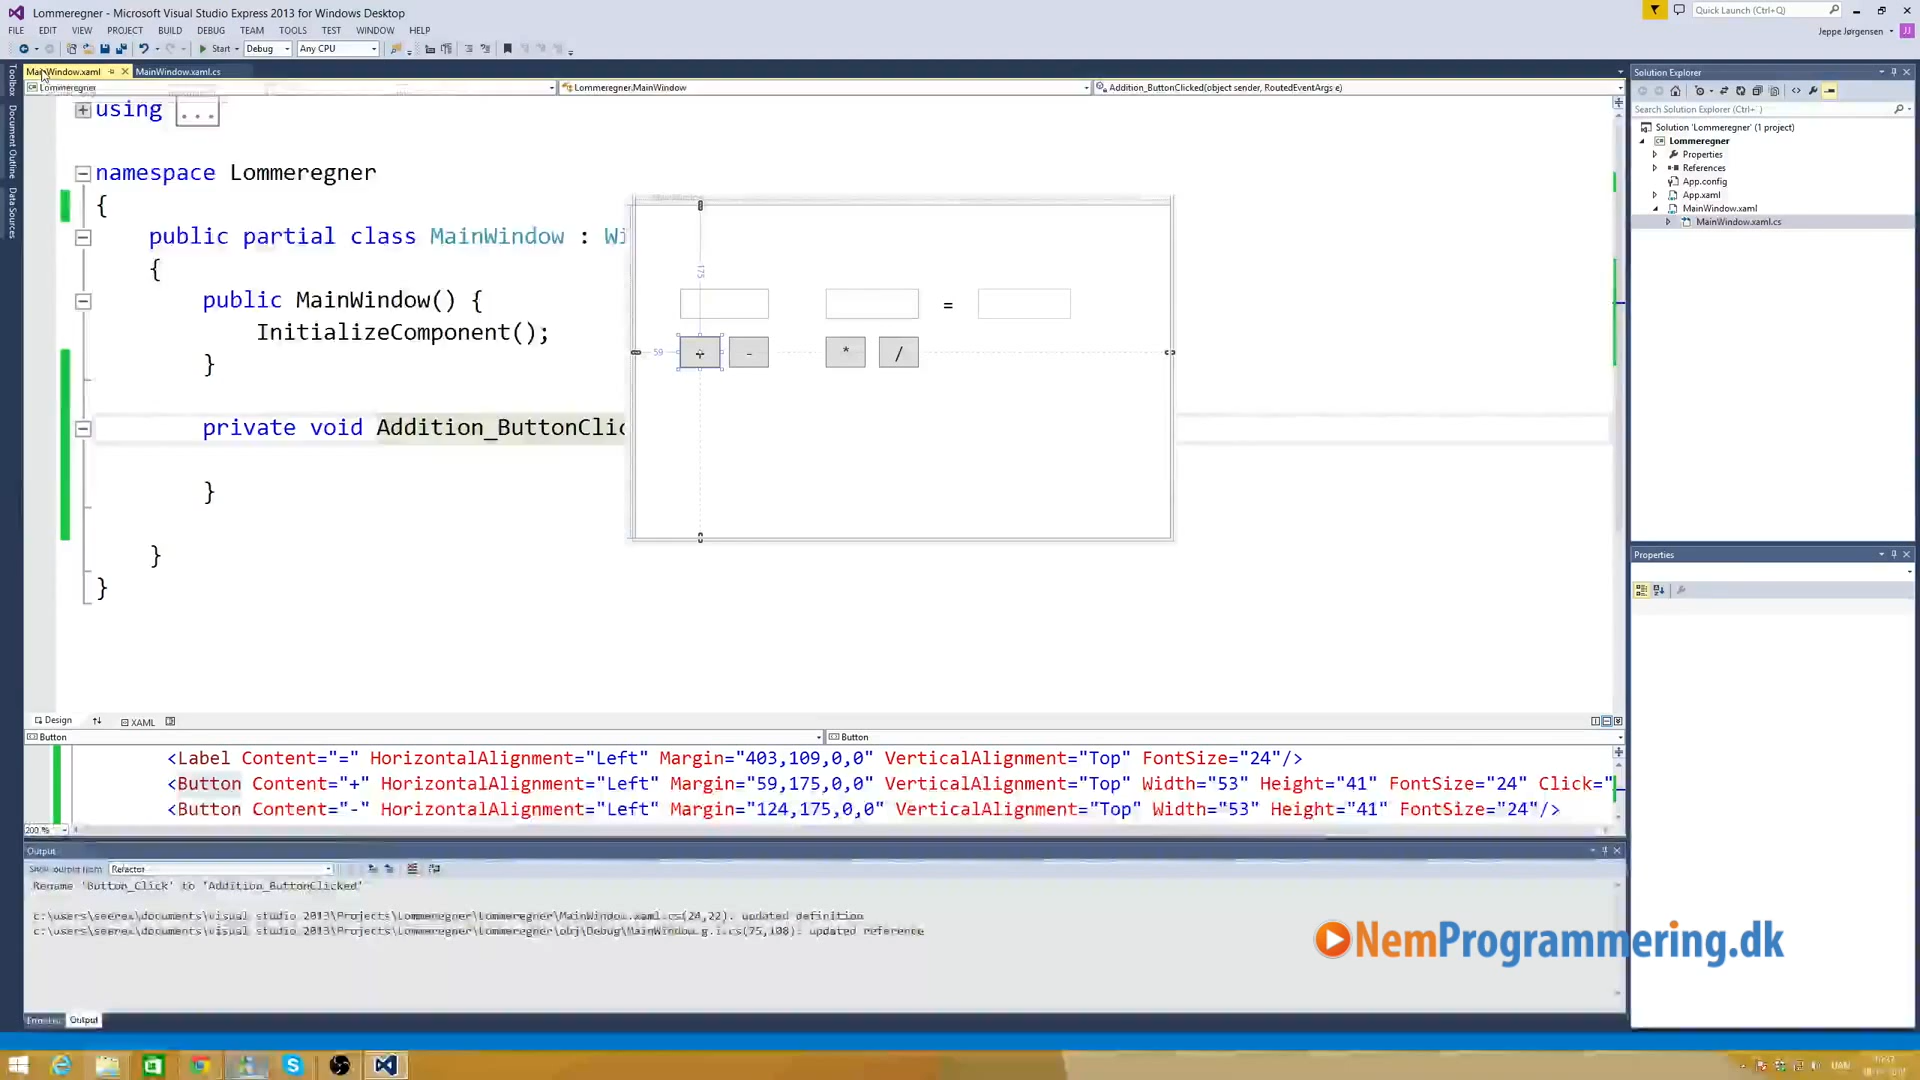 Lommeregner - Microsoft Visual Studio Express 2013 for Windows Desktop
Quick Launch (Ctrl+Q)
FILE EDIT VIEW PROJECT BUILD DEBUG TEAM TOOLS TEST WINDOW HELP
Jeppe Jørgensen
JJ
Start Debug Any CPU
MainWindow.xaml MainWindow.xaml.cs
Lommeregner Lommeregner.MainWindow Addition_ButtonClicked(object sender, RoutedEventArgs e)
Toolbox
Document Outline
Data Sources
using ...
namespace Lommeregner
{
public partial class MainWindow : Wi
{
public MainWindow() {
InitializeComponent();
}
private void Addition_ButtonClic
}
}
}
175
=
59
+ - * /
Design XAML
Button Button
<Label Content="=" HorizontalAlignment="Left" Margin="403,109,0,0" VerticalAlignment="Top" FontSize="24"/>
<Button Content="+" HorizontalAlignment="Left" Margin="59,175,0,0" VerticalAlignment="Top" Width="53" Height="41" FontSize="24" Click="
<Button Content="-" HorizontalAlignment="Left" Margin="124,175,0,0" VerticalAlignment="Top" Width="53" Height="41" FontSize="24"/>
200 %
Output
Show output from: Refactor
Rename 'Button_Click' to 'Addition_ButtonClicked'
c:\users\seerex\documents\visual studio 2013\Projects\Lommeregner\Lommeregner\MainWindow.xaml.cs(24,22): updated definition
c:\users\seerex\documents\visual studio 2013\Projects\Lommeregner\Lommeregner\obj\Debug\MainWindow.g.i.cs(75,108): updated reference
Output
Solution Explorer
Search Solution Explorer (Ctrl+
Solution 'Lommeregner' (1 project)
Lommeregner
Properties
References
App.config
App.xaml
MainWindow.xaml
MainWindow.xaml.cs
Properties
NemProgrammering.dk